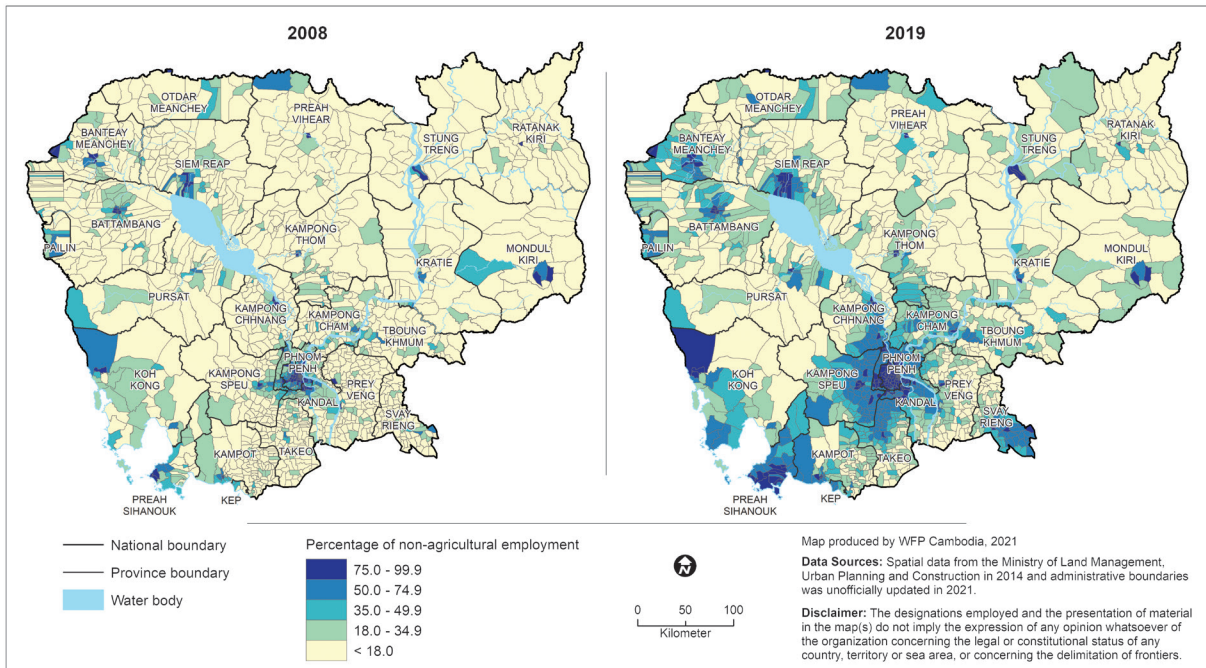 2008
OTDAR
MEANCHEY
PREAH
VIHEAR
BANTEAY
MEANCHEY
STUNG
TRENG
RATANAK
KIRI
SIEM REAP
BATTAMBANG
KAMPONG
THOM
PAILIN
KRATIÉ
MONDUL
KIRI
PURSAT
KAMPONG
CHHNANG
KAMPONG
CHAM
TBOUNG
KHMUM
PHNOM
PENH
KOH
KONG
KAMPONG
SPEU
PREY
VENG
KANDAL
SVAY
RIENG
KAMPOT
TAKEO
PREAH
SIHANOUK
KEP
2019
OTDAR
MEANCHEY
PREAH
VIHEAR
BANTEAY
MEANCHEY
STUNG
TRENG
RATANAK
KIRI
SIEM REAP
BATTAMBANG
KAMPONG
THOM
PAILIN
KRATIÉ
MONDUL
KIRI
PURSAT
KAMPONG
CHHNANG
KAMPONG
CHAM
TBOUNG
KHMUM
PHNOM
PENH
KOH
KONG
KAMPONG
SPEU
PREY
VENG
KANDAL
SVAY
RIENG
KAMPOT
TAKEO
PREAH
SIHANOUK
KEP
National boundary
Province boundary
Water body
Percentage of non-agricultural employment
75.0 - 99.9
50.0 - 74.9
35.0 - 49.9
18.0 - 34.9
< 18.0
N
0 50 100
Kilometer
Map produced by WFP Cambodia, 2021
Data Sources: Spatial data from the Ministry of Land Management,
Urban Planning and Construction in 2014 and administrative boundaries
was unofficially updated in 2021.
Disclaimer: The designations employed and the presentation of material
in the map(s) do not imply the expression of any opinion whatsoever of
the organization concerning the legal or constitutional status of any
country, territory or sea area, or concerning the delimitation of frontiers.